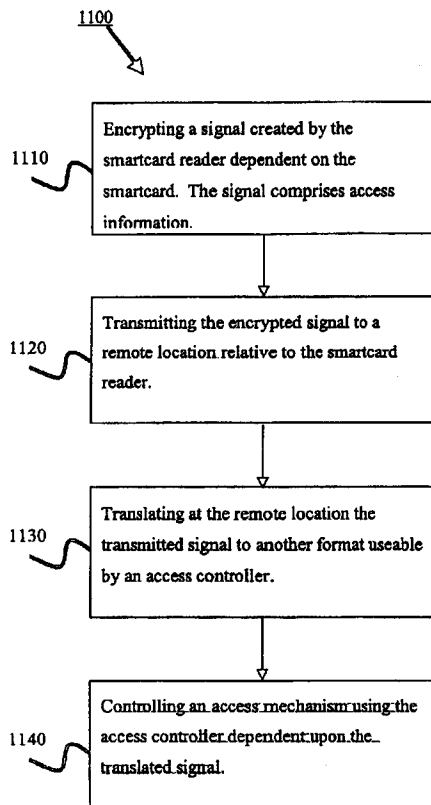 1100
1110
Encrypting a signal created by the
smartcard reader dependent on the
smartcard. The signal comprises access
information.
1120
Transmitting the encrypted signal to a
remote location relative to the smartcard
reader.
1130
Translating at the remote location the
transmitted signal to another format useable
by an access controller.
1140
Controlling an access mechanism using the
access controller dependent upon the
translated signal.